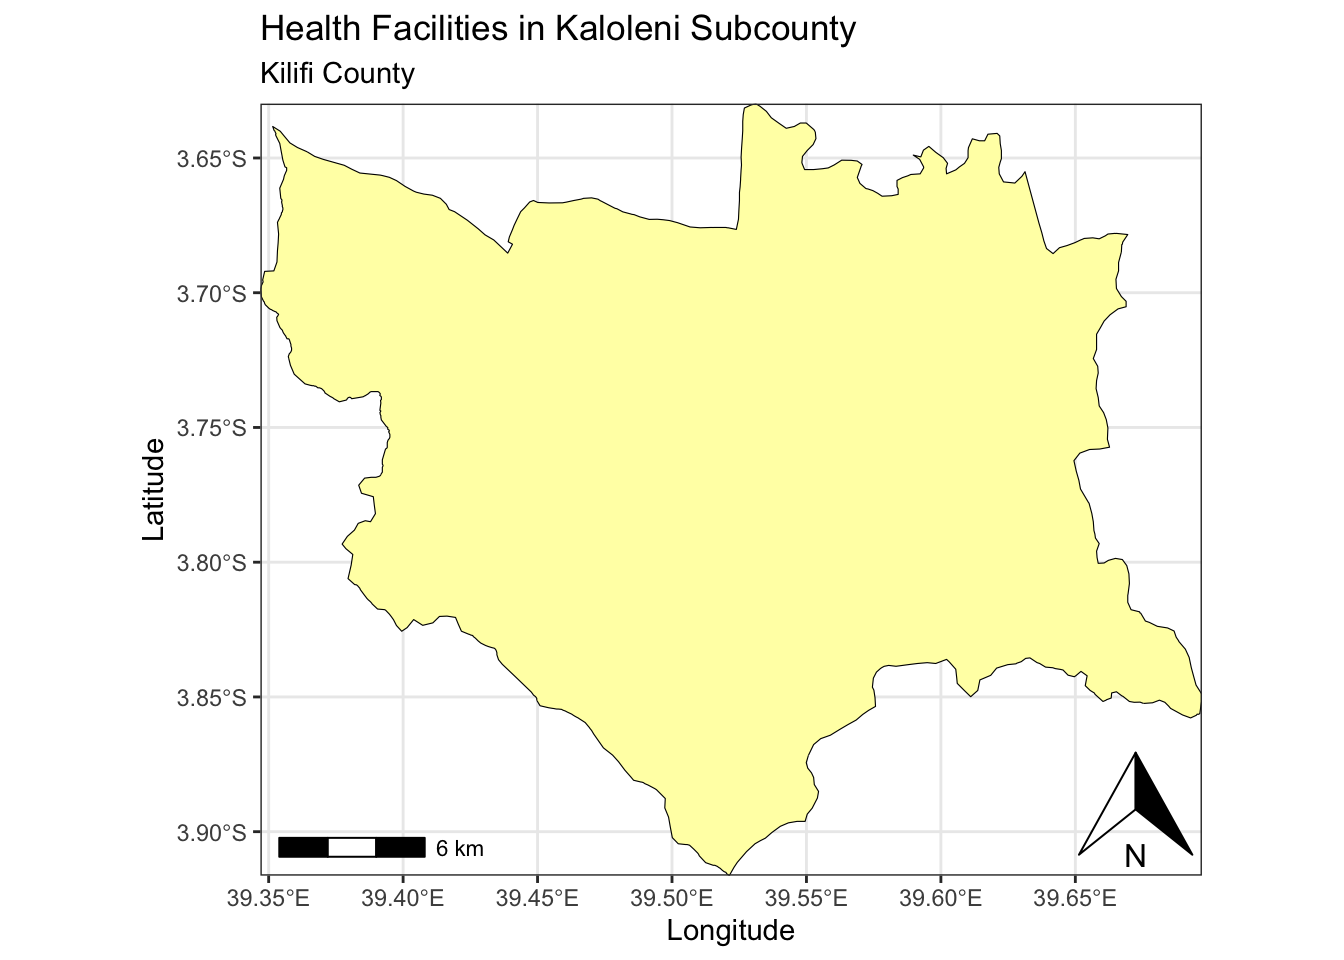 Health Facilities in Kaloleni Subcounty
Kilifi County
3.65°S
3.70°S
3.75°S
3.80°S
3.85°S
3.90°S
Latitude
6 km
N
39.35°E 39.40°E 39.45°E 39.50°E 39.55°E 39.60°E 39.65°E
Longitude